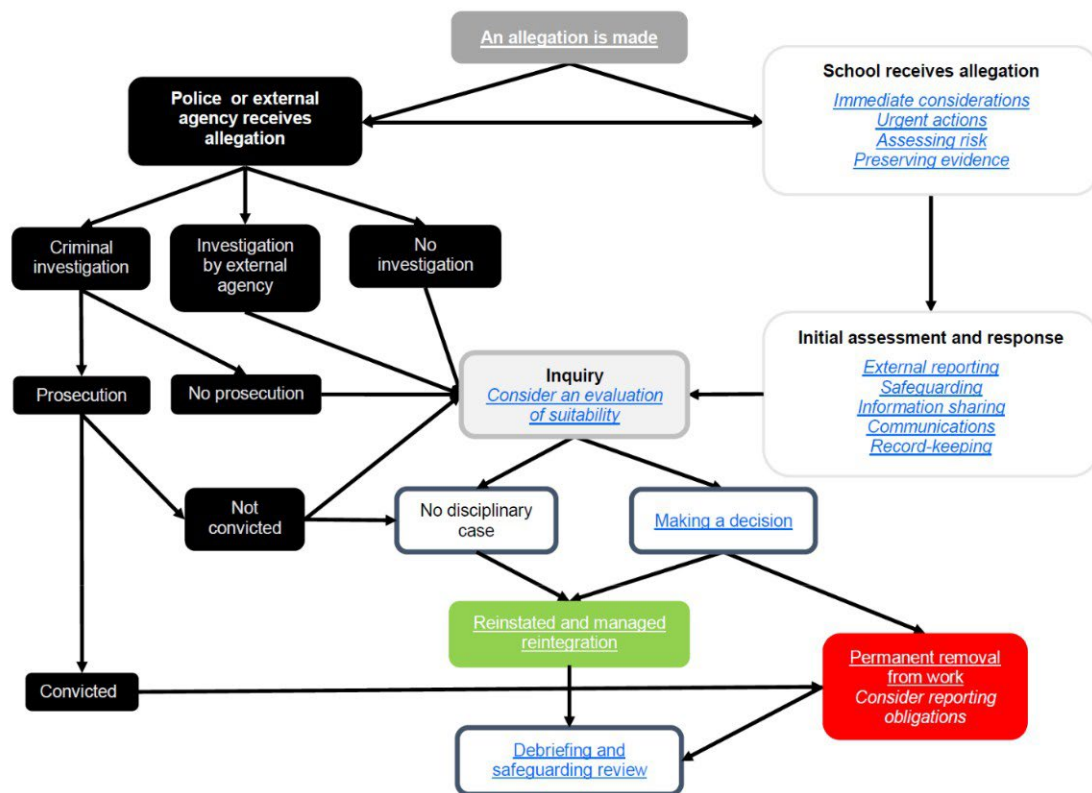 An allegation is made
Police or external
agency receives
allegation
School receives allegation
Immediate considerations
Urgent actions
Assessing risk
Preserving evidence
Criminal
investigation
Investigation
by external
agency
No
investigation
Initial assessment and response
External reporting
Safeguarding
Information sharing
Communications
Record-keeping
Inquiry
Consider an evaluation
of suitability
Prosecution
No prosecution
Not
convicted
No disciplinary
case
Making a decision
Reinstated and managed
reintegration
Convicted
Permanent removal
from work
Consider reporting
obligations
Debriefing and
safeguarding review